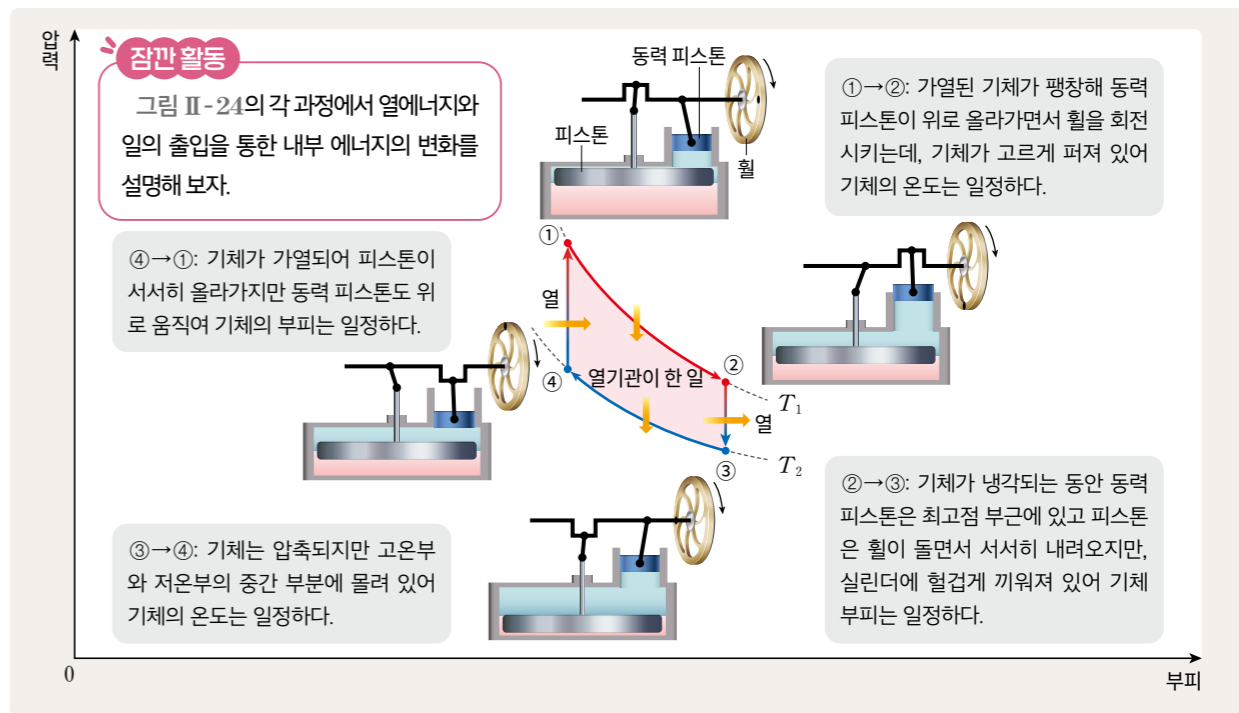 압력
잠깐 활동
그림 Ⅱ-24의 각 과정에서 열에너지와
일의 출입을 통한 내부 에너지의 변화를
설명해 보자.
동력 피스톤
피스톤
휠
①→②: 가열된 기체가 팽창해 동력
피스톤이 위로 올라가면서 휠을 회전
시키는데, 기체가 고르게 퍼져 있어
기체의 온도는 일정하다.
④→①: 기체가 가열되어 피스톤이
서서히 올라가지만 동력 피스톤도 위
로 움직여 기체의 부피는 일정하다.
①
열
②
④
열기관이 한 일
T₁
열
③
T₂
②→③: 기체가 냉각되는 동안 동력
피스톤은 최고점 부근에 있고 피스톤
은 휠이 돌면서 서서히 내려오지만,
실린더에 헐겁게 끼워져 있어 기체
부피는 일정하다.
③→④: 기체는 압축되지만 고온부
와 저온부의 중간 부분에 몰려 있어
기체의 온도는 일정하다.
0
부피